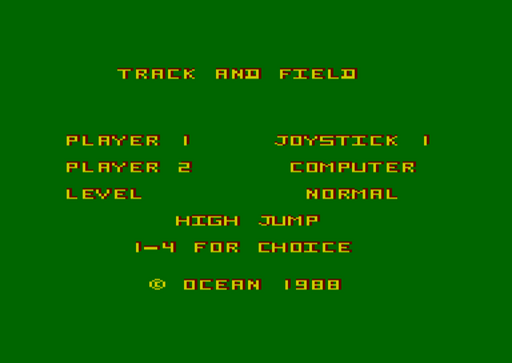 TRACK AND FIELD
PLAYER 1 JOYSTICK 1
PLAYER 2 COMPUTER
LEVEL NORMAL
HIGH JUMP
1-4 FOR CHOICE
© OCEAN 1988